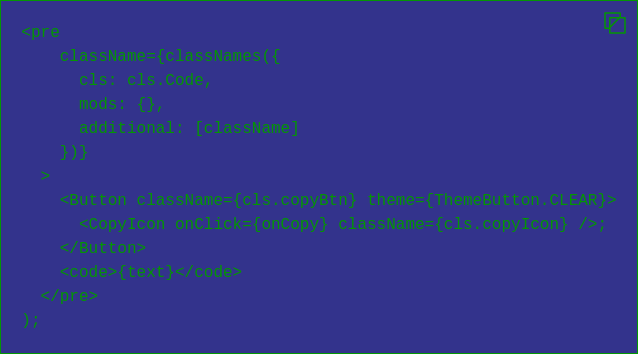 <pre
className={classNames({
cls: cls.Code,
mods: {},
additional: [className]
})}
>
<Button className={cls.copyBtn} theme={ThemeButton.CLEAR}>
<CopyIcon onClick={onCopy} className={cls.copyIcon} />;
</Button>
<code>{text}</code>
</pre>
);